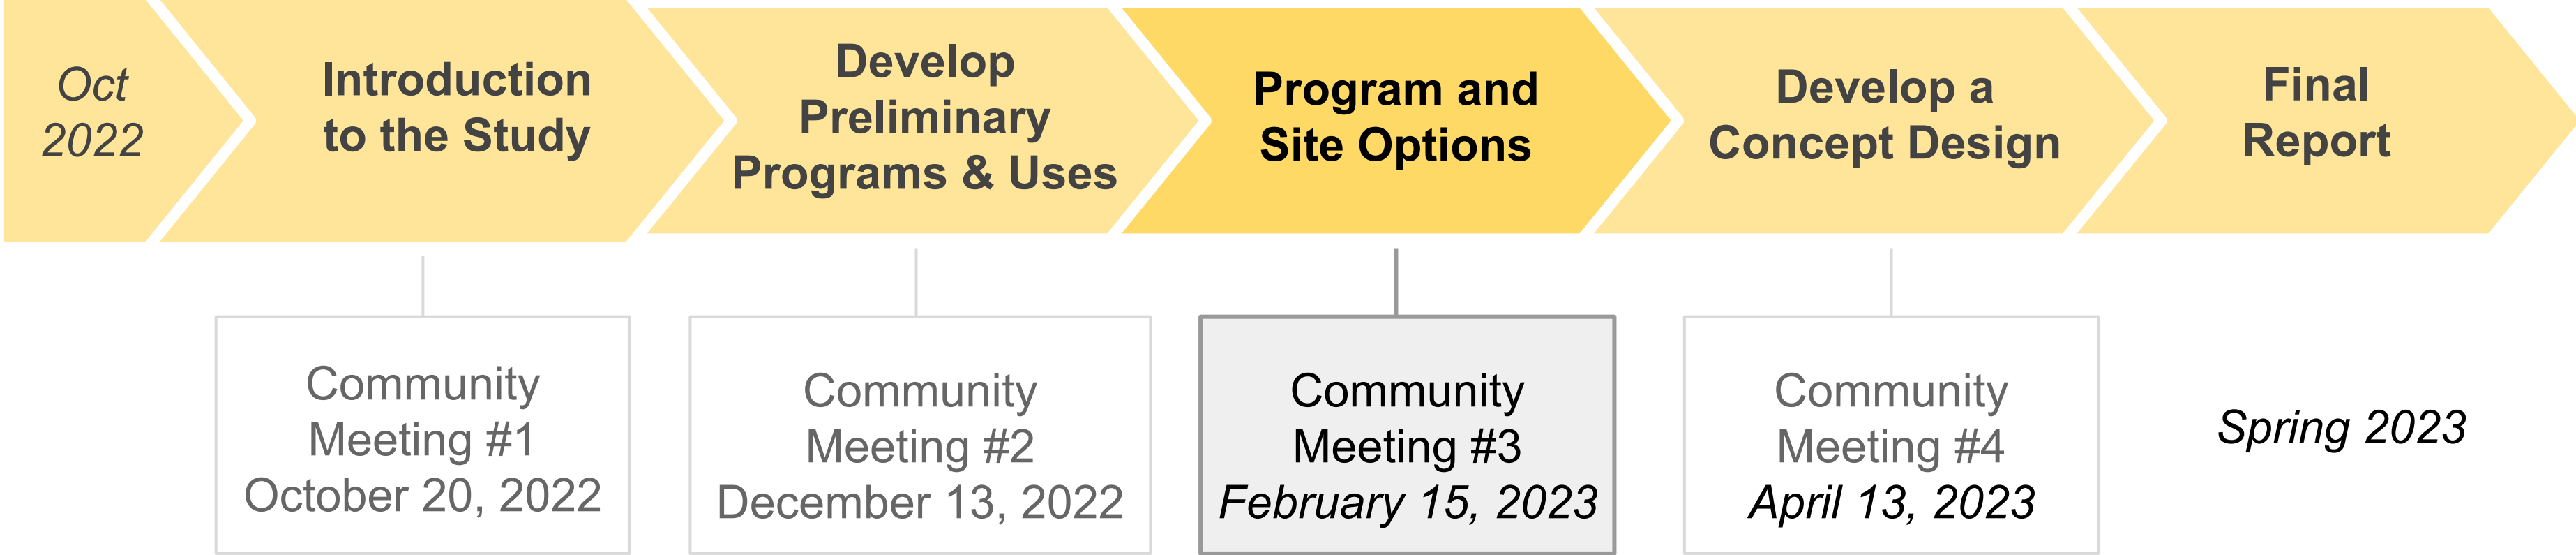 Oct
2022
Introduction
to the Study
Develop
Preliminary
Programs & Uses
Program and
Site Options
Develop a
Concept Design
Final
Report
Community
Meeting #1
October 20, 2022
Community
Meeting #2
December 13, 2022
Community
Meeting #3
February 15, 2023
Community
Meeting #4
April 13, 2023
Spring 2023